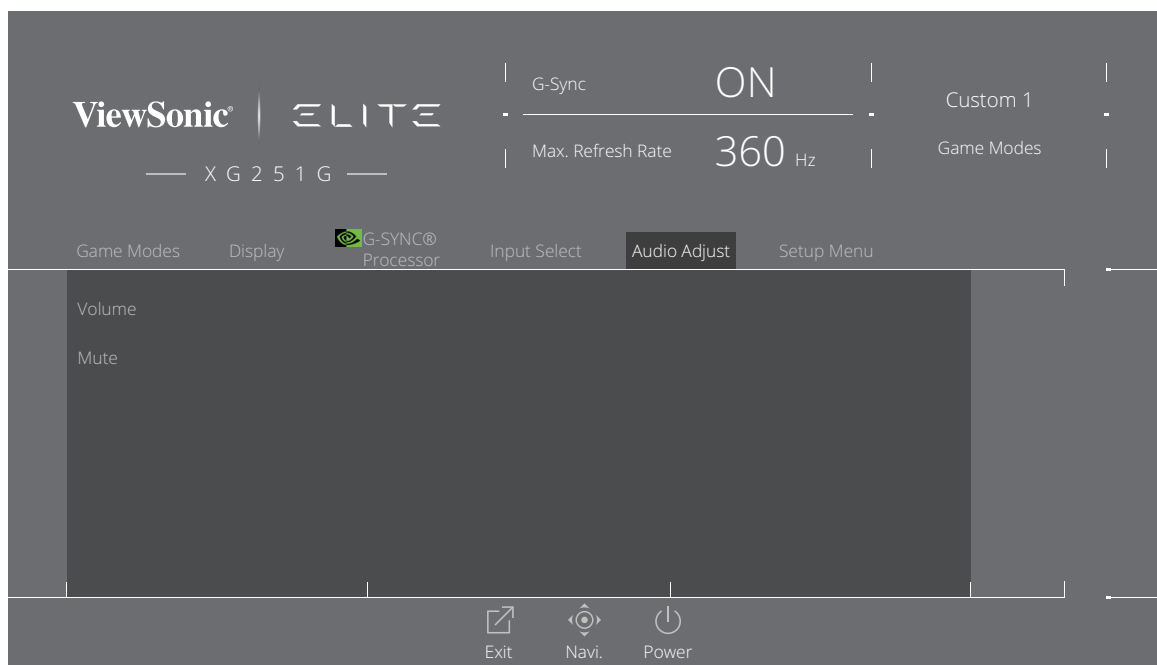 ViewSonic® ELITE
XG251G
G-Sync ON
Max. Refresh Rate 360 Hz
Custom 1
Game Modes
Game Modes
Display
G-SYNC®
Processor
Input Select
Audio Adjust
Setup Menu
Volume
Mute
Exit
Navi.
Power